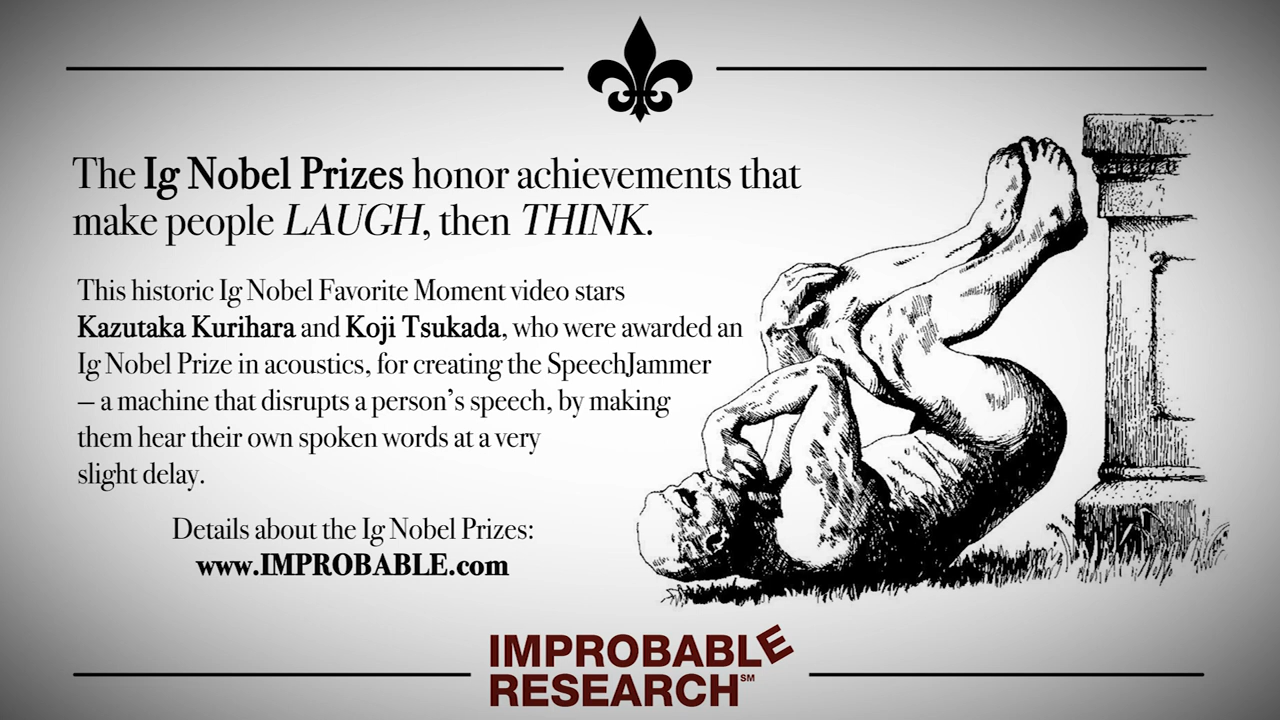 The Ig Nobel Prizes honor achievements that
make people LAUGH, then THINK.
This historic Ig Nobel Favorite Moment video stars
Kazutaka Kurihara and Koji Tsukada, who were awarded an
Ig Nobel Prize in acoustics, for creating the SpeechJammer
– a machine that disrupts a person’s speech, by making
them hear their own spoken words at a very
slight delay.
Details about the Ig Nobel Prizes:
www.IMPROBABLE.com
IMPROBABLE
RESEARCH℠